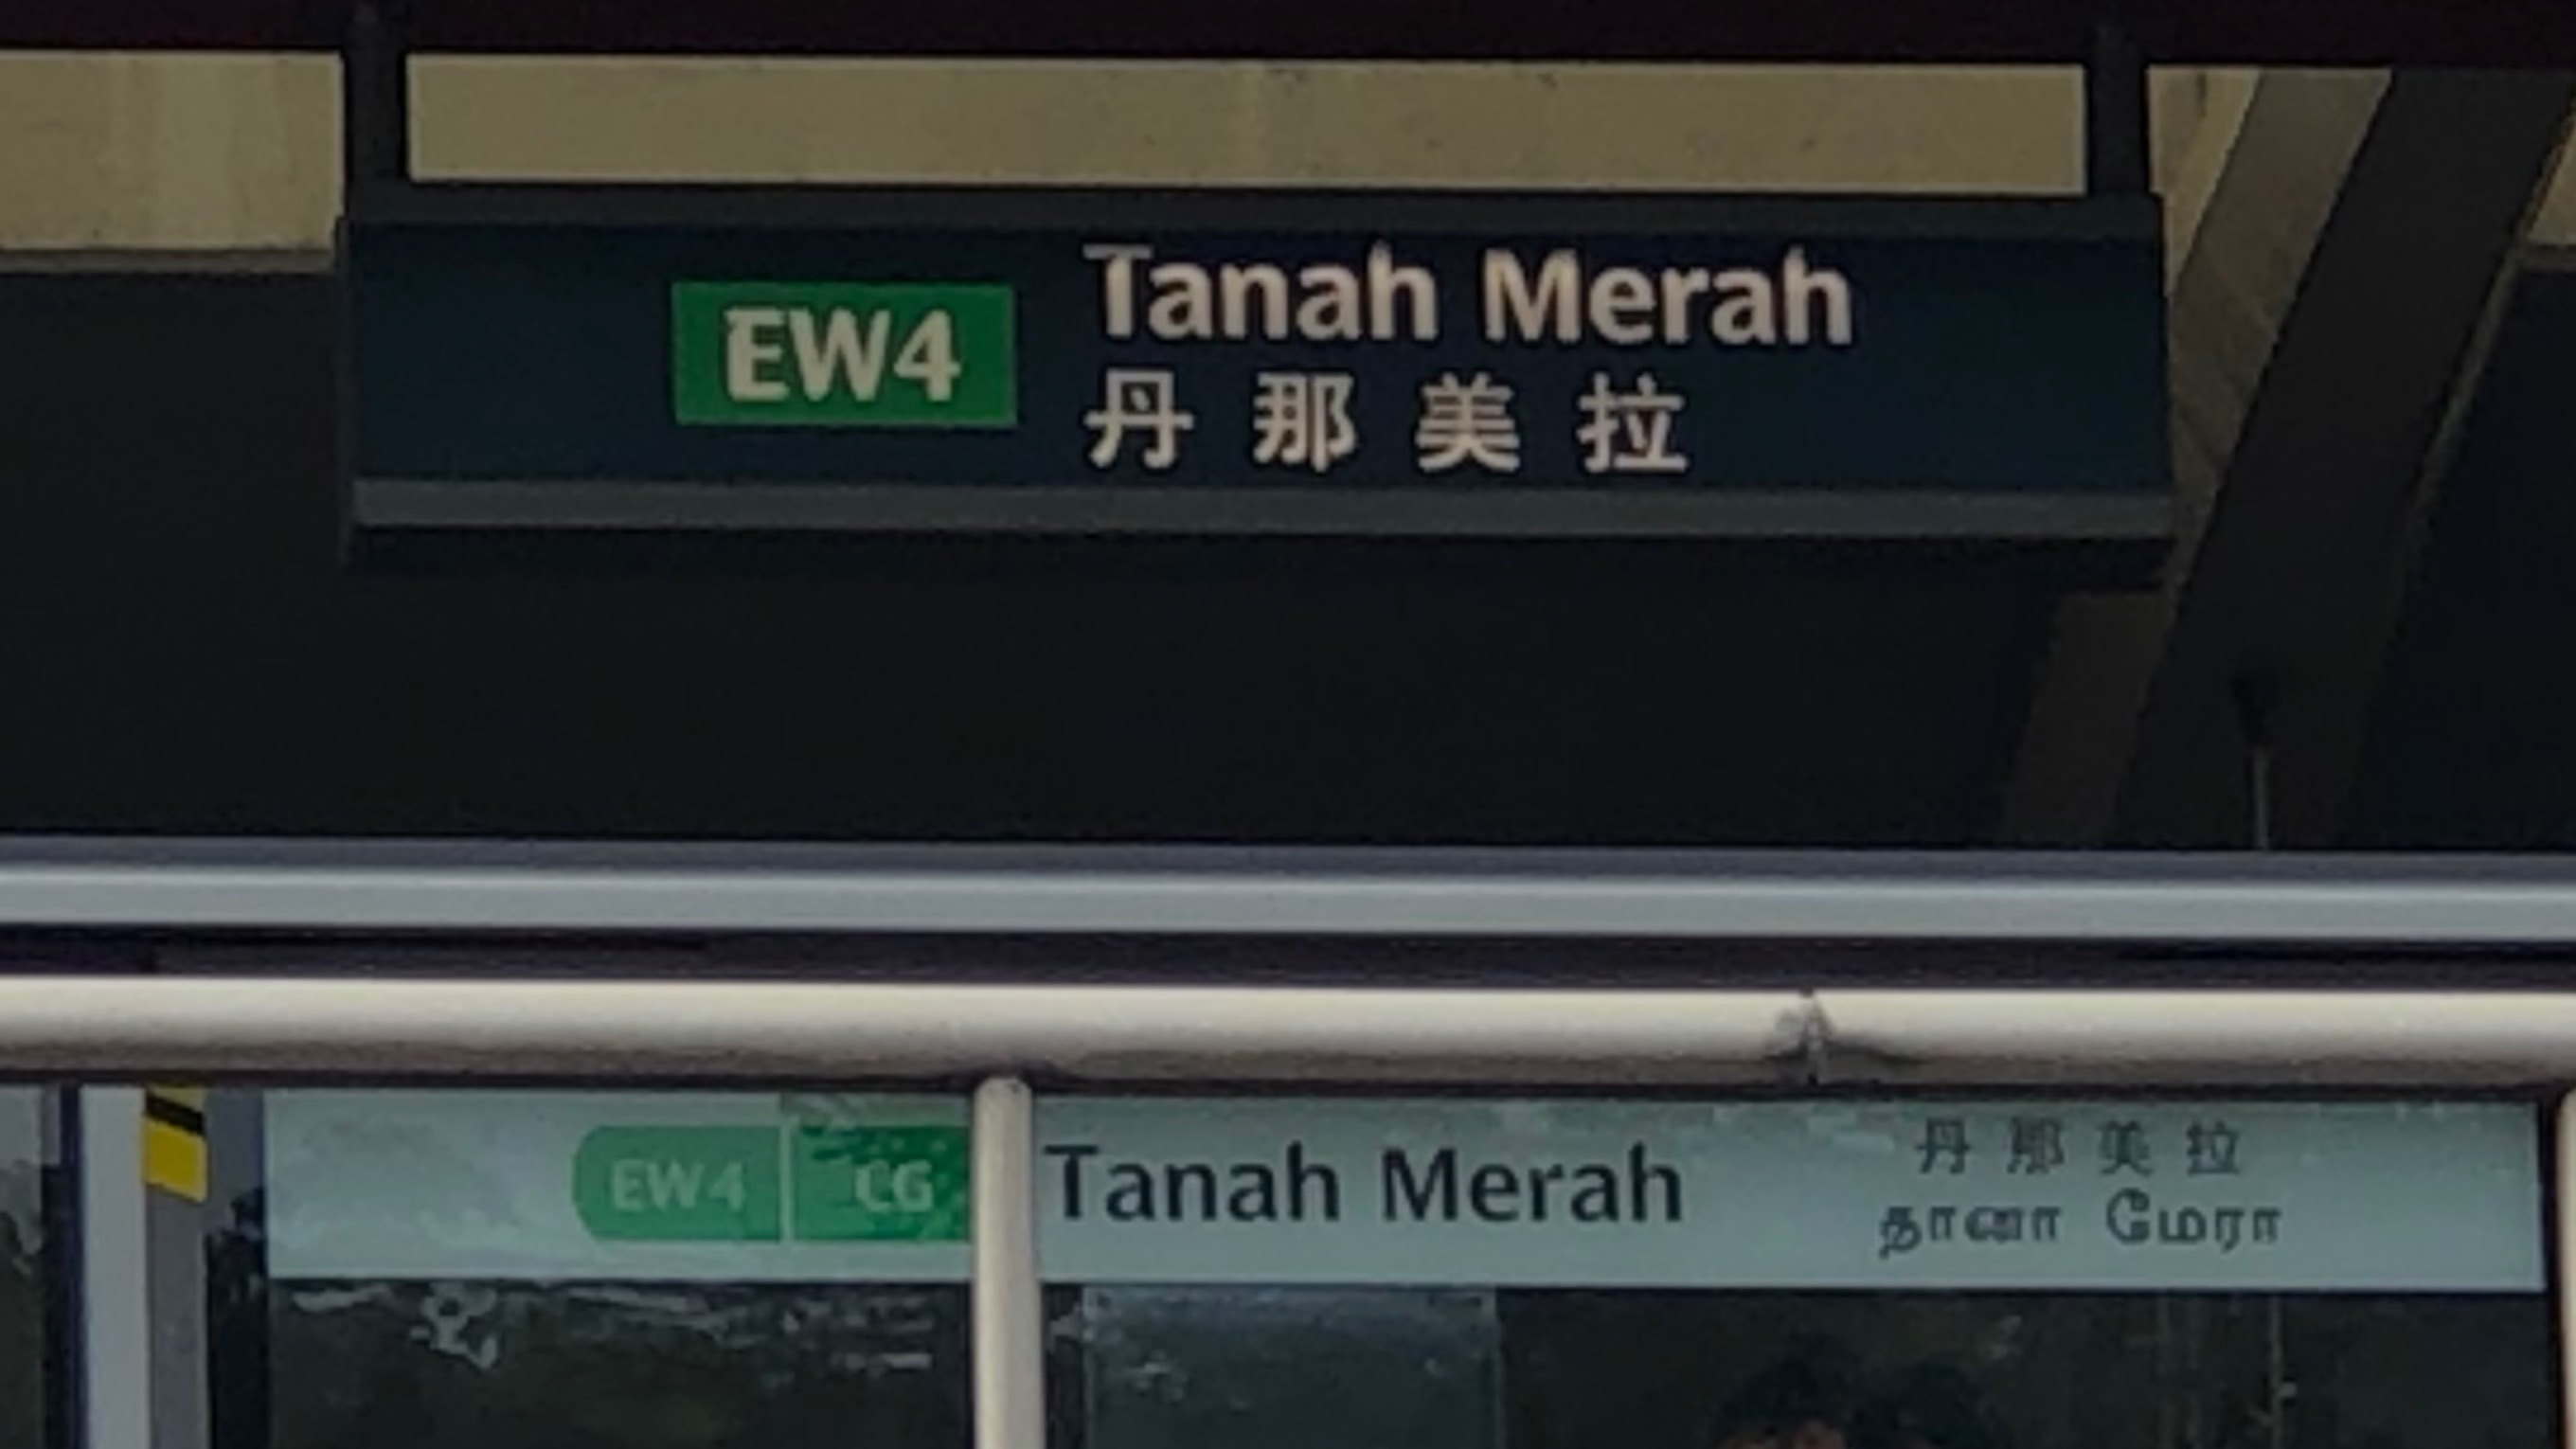 EW4 Tanah Merah
丹那美拉
EW4 CG Tanah Merah 丹那美拉
தானா மேரா